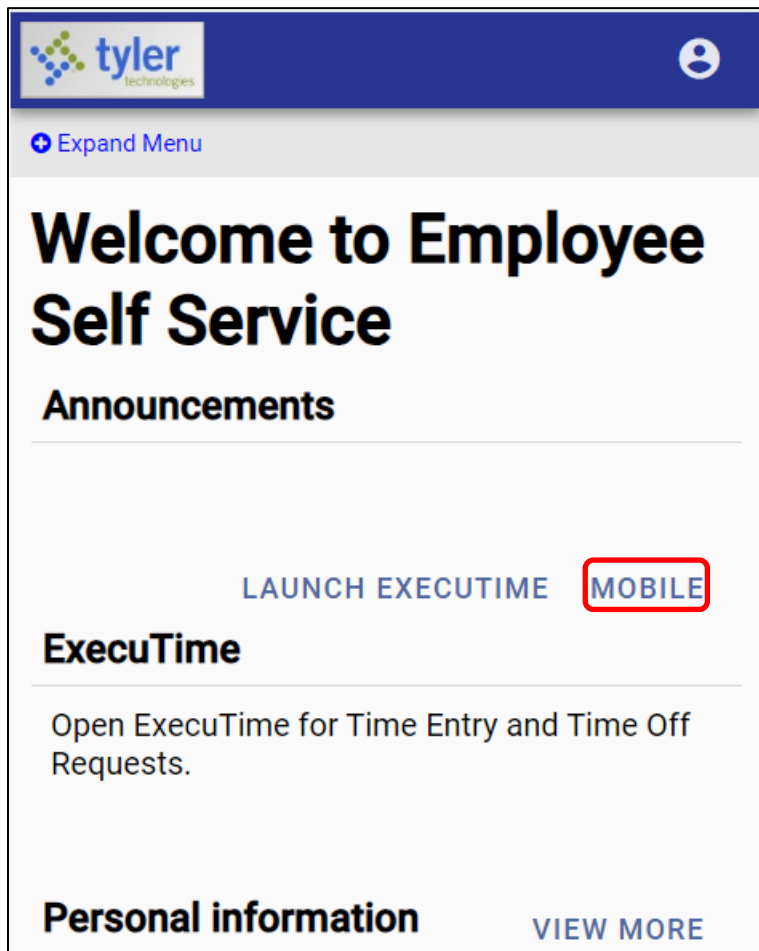 tyler
technologies
Expand Menu
Welcome to Employee
Self Service
Announcements
LAUNCH EXECUTIME MOBILE
ExecuTime
Open ExecuTime for Time Entry and Time Off
Requests.
Personal information VIEW MORE